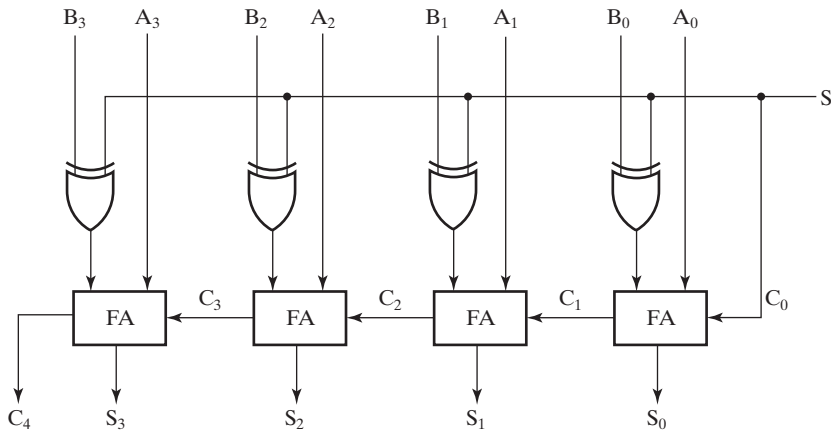 B₃ A₃ B₂ A₂ B₁ A₁ B₀ A₀
S
FA C₃ FA C₂ FA C₁ FA C₀
C₄ S₃ S₂ S₁ S₀